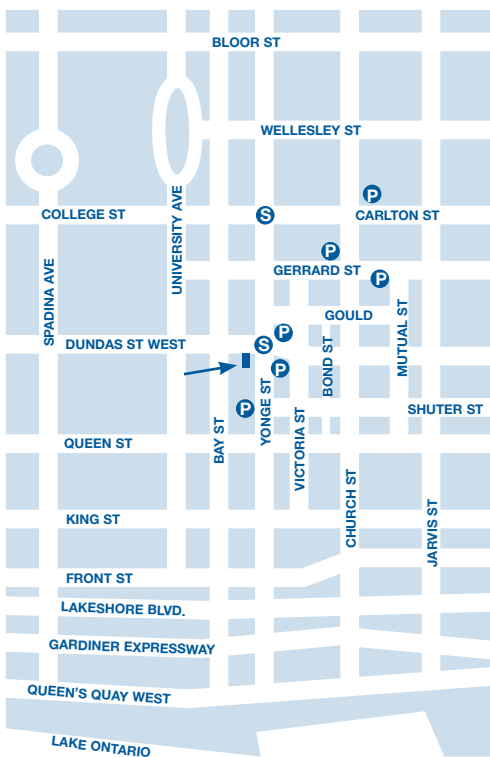 BLOOR ST
WELLESLEY ST
P
COLLEGE ST
S
CARLTON ST
UNIVERSITY AVE
P
GERRARD ST
P
SPADINA AVE
GOULD
MUTUAL ST
P
DUNDAS ST WEST
S
BOND ST
P
YONGE ST
P
SHUTER ST
BAY ST
VICTORIA ST
QUEEN ST
CHURCH ST
JARVIS ST
KING ST
FRONT ST
LAKESHORE BLVD.
GARDINER EXPRESSWAY
QUEEN'S QUAY WEST
LAKE ONTARIO